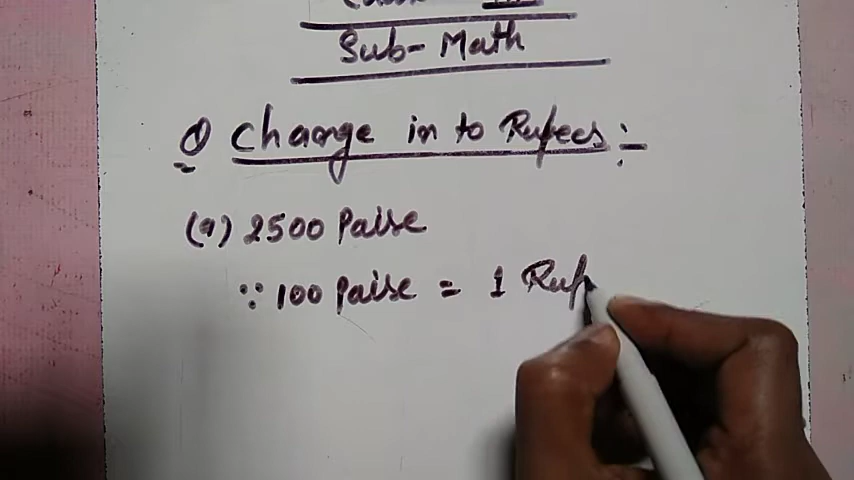 Sub- Math
Q Change in to Rupees :-
(a) 2500 Paise
∵ 100 Paise = 1 Rup